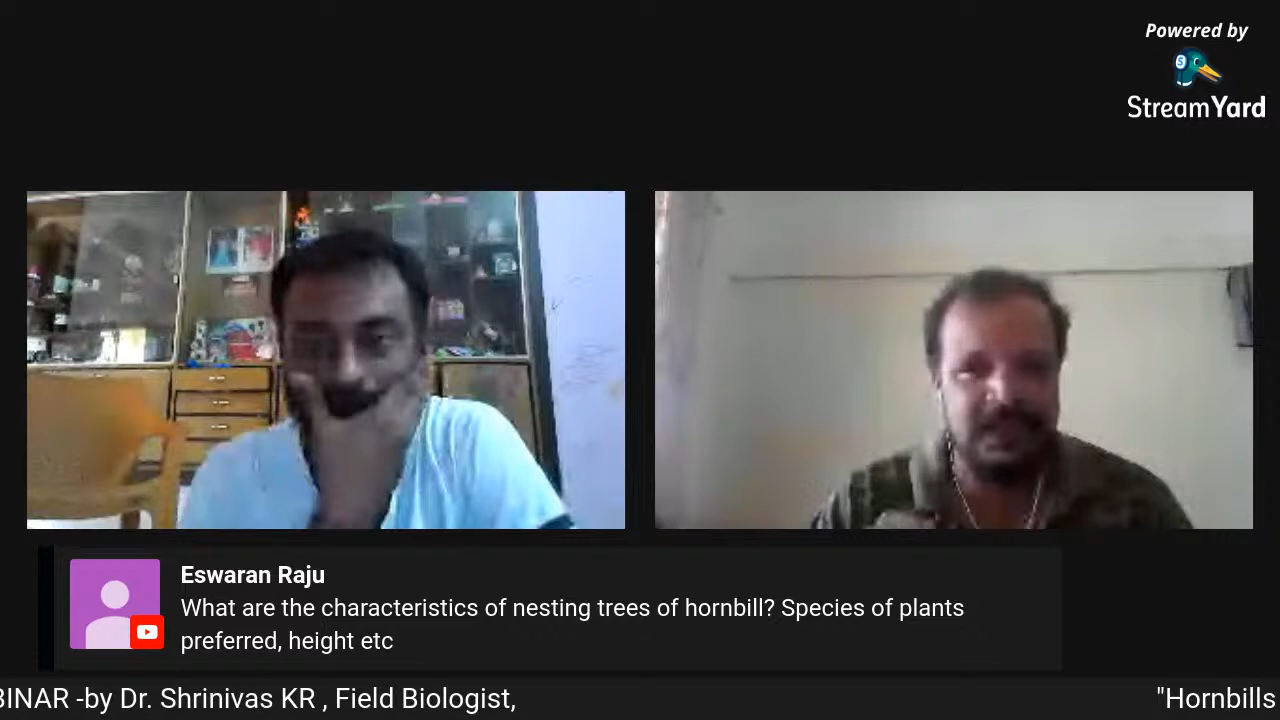 Powered by
StreamYard
Eswaran Raju
What are the characteristics of nesting trees of hornbill? Species of plants
preferred, height etc
BINAR -by Dr. Shrinivas KR , Field Biologist, "Hornbills